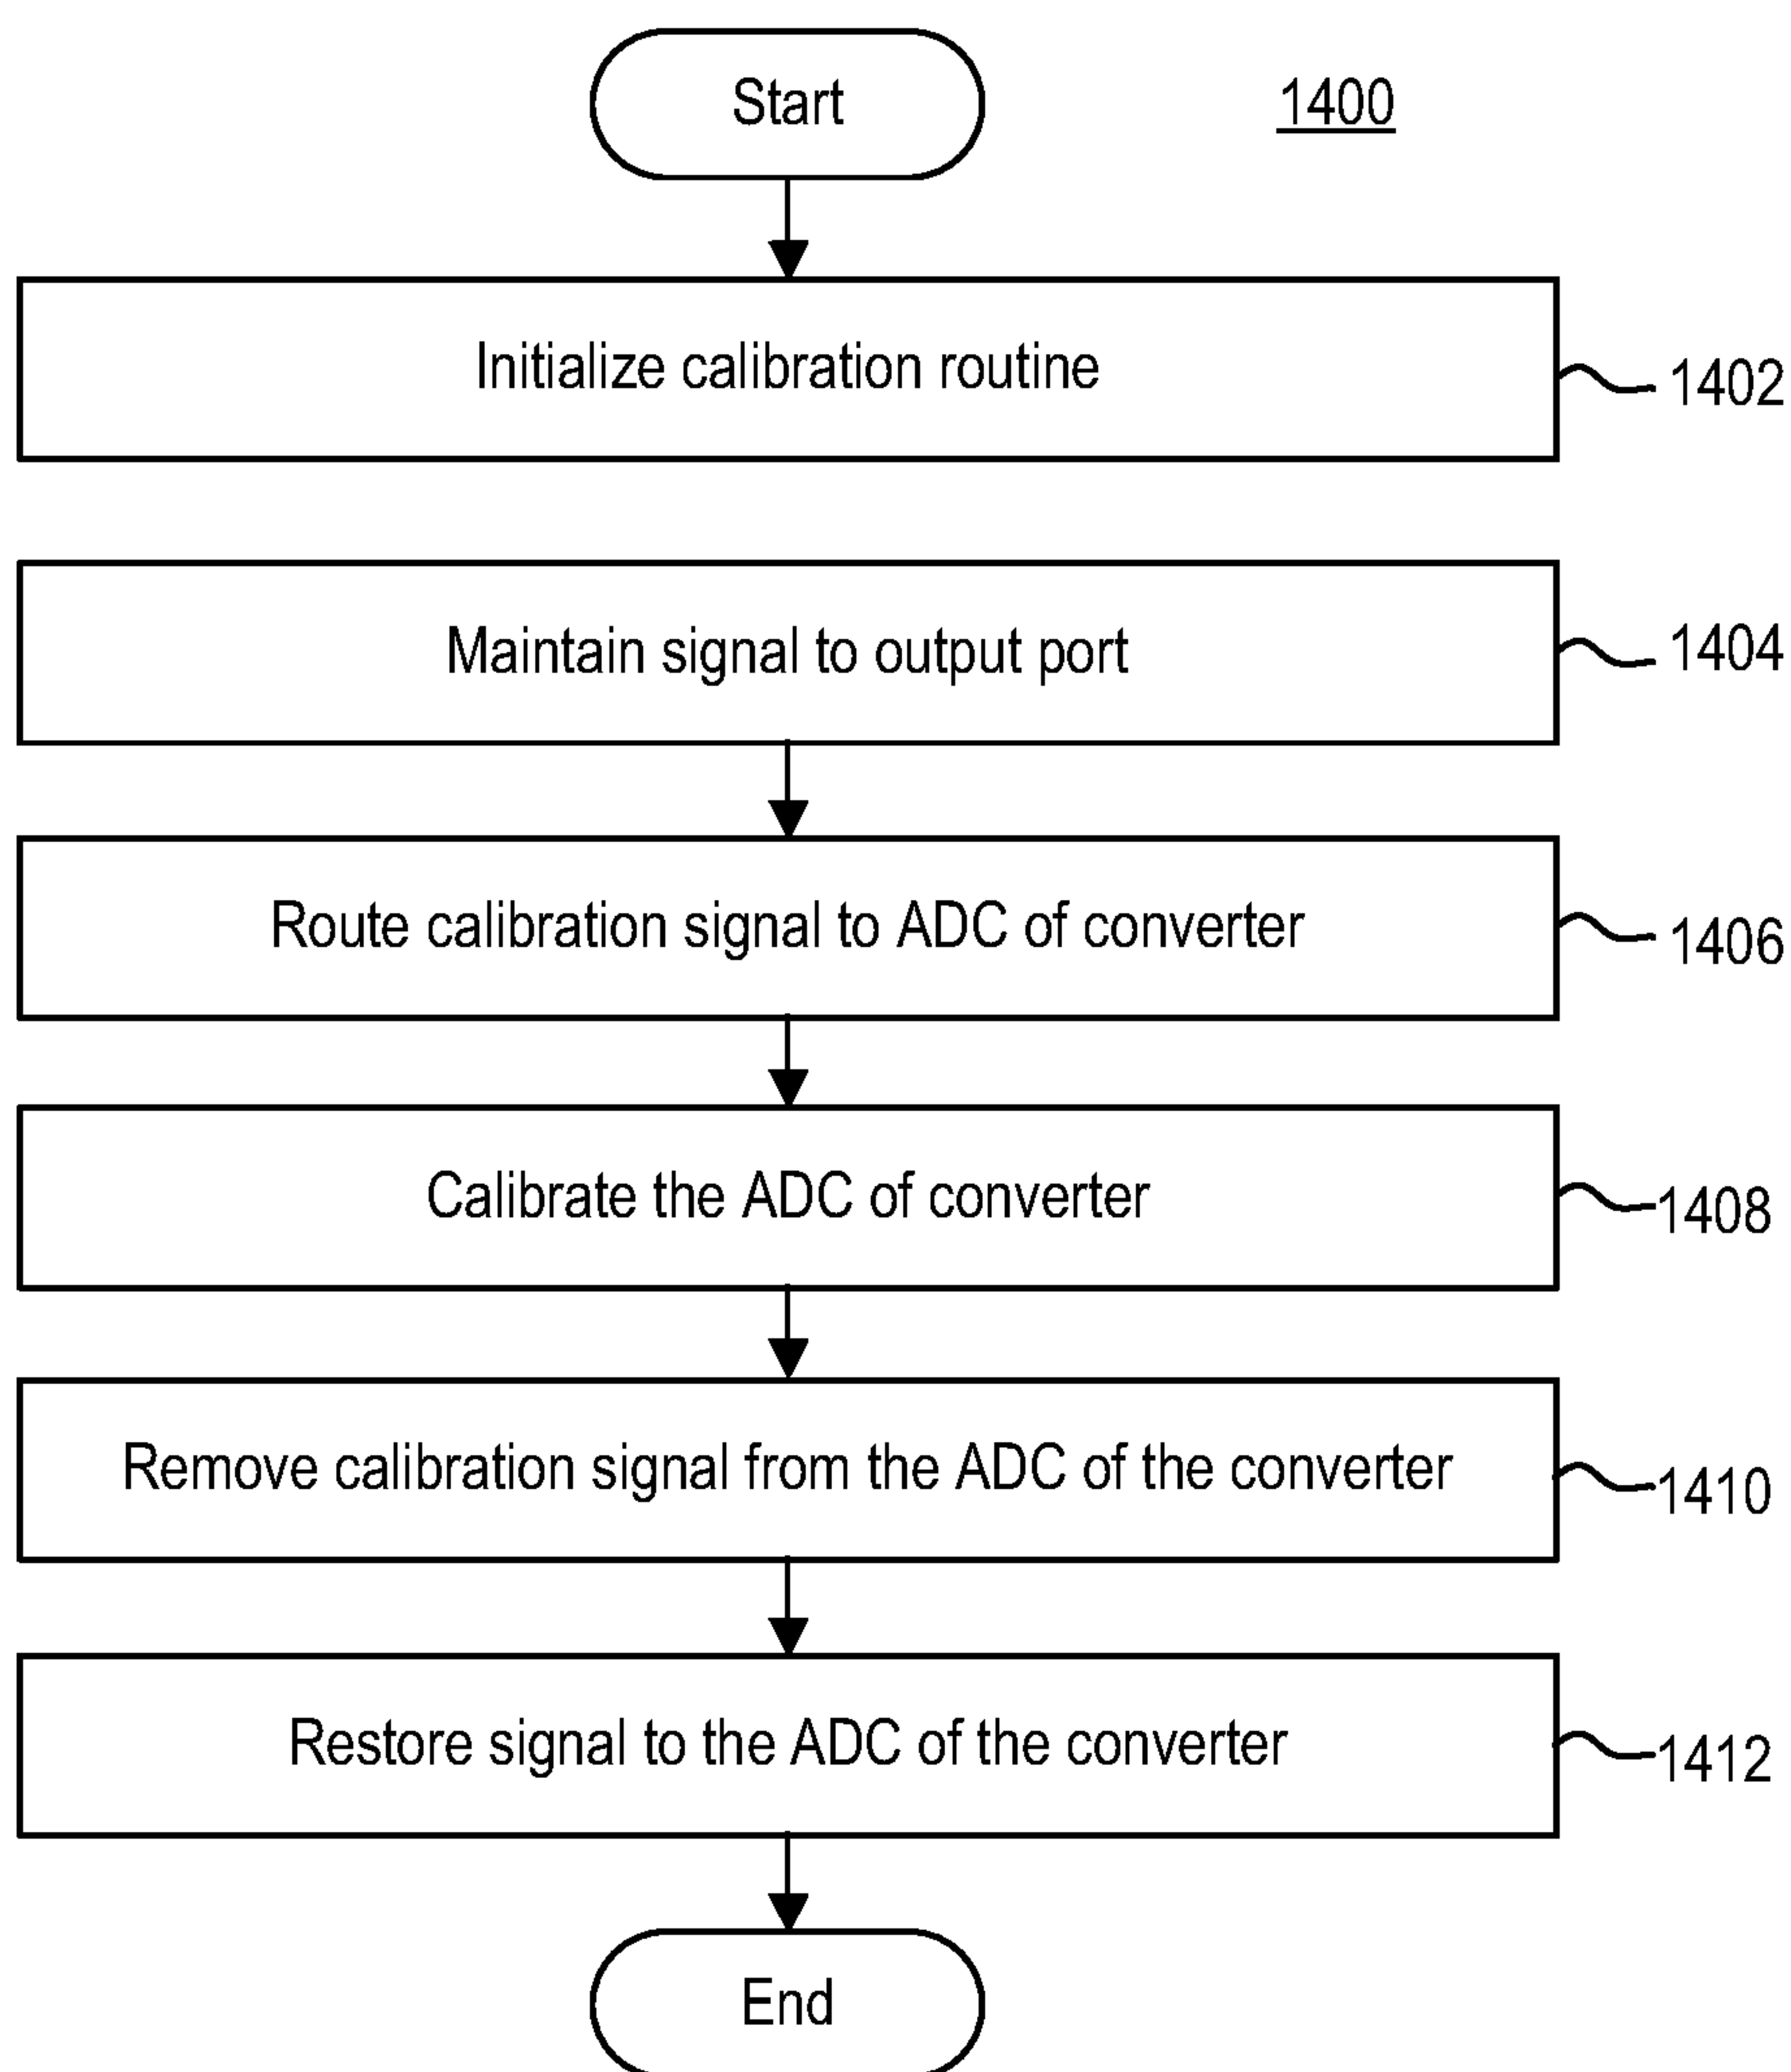 Start
1400
Initialize calibration routine
1402
Maintain signal to output port
1404
Route calibration signal to ADC of converter
1406
Calibrate the ADC of converter
1408
Remove calibration signal from the ADC of the converter
1410
Restore signal to the ADC of the converter
1412
End